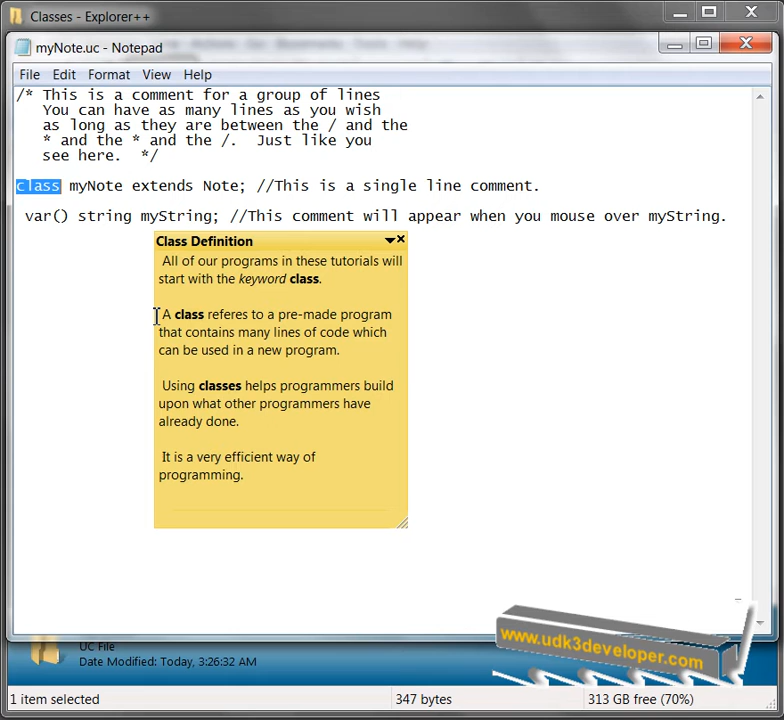 Classes - Explorer++
myNote.uc - Notepad
File Edit Format View Help
/* This is a comment for a group of lines
You can have as many lines as you wish
as long as they are between the / and the
* and the * and the /. Just like you
see here. */
class myNote extends Note; //This is a single line comment.
var() string myString; //This comment will appear when you mouse over myString.
Class Definition
All of our programs in these tutorials will
start with the keyword class.
A class referes to a pre-made program
that contains many lines of code which
can be used in a new program.
Using classes helps programmers build
upon what other programmers have
already done.
It is a very efficient way of
programming.
www.udk3developer.com
UC File
Date Modified: Today, 3:26:32 AM
1 item selected 347 bytes 313 GB free (70%)